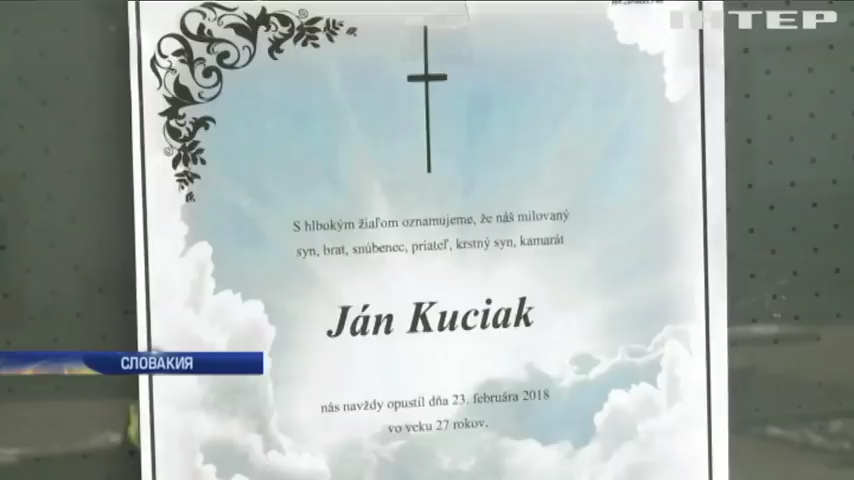 ІНТЕР
S hlbokým žiaľom oznamujeme, že náš milovaný
syn, brat, snúbenec, priateľ, krstný syn, kamarát
Ján Kuciak
СЛОВАКИЯ
nás navždy opustil dňa 23. februára 2018
vo veku 27 rokov.